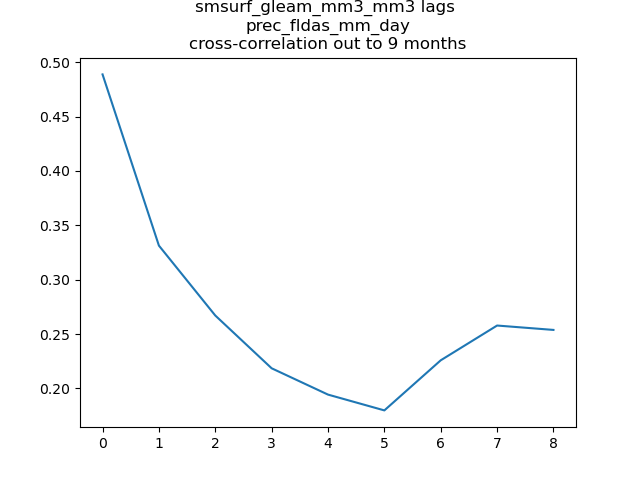 smsurf_gleam_mm3_mm3 lags
prec_fldas_mm_day
cross-correlation out to 9 months
0.50
0.45
0.40
0.35
0.30
0.25
0.20
0 1 2 3 4 5 6 7 8